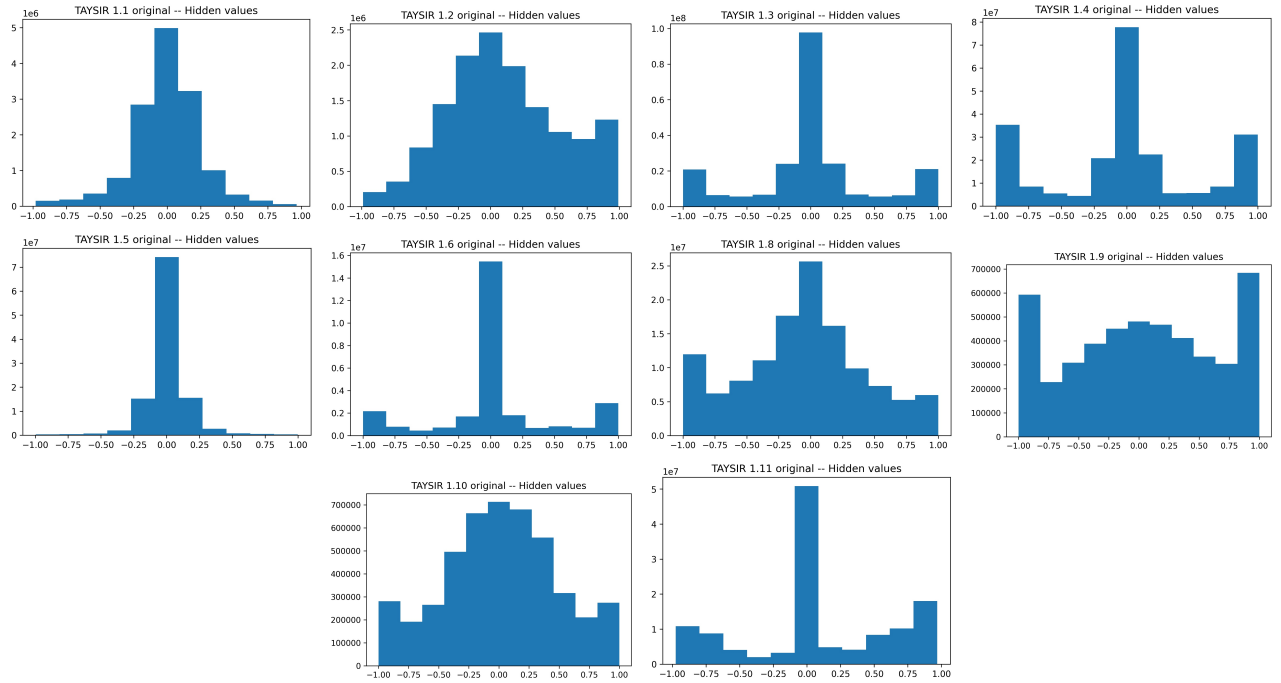 TAYSIR 1.1 original -- Hidden values
1e6
5
4
3
2
1
0
−1.00 −0.75 −0.50 −0.25 0.00 0.25 0.50 0.75 1.00
TAYSIR 1.2 original -- Hidden values
1e6
2.5
2.0
1.5
1.0
0.5
0.0
−1.00 −0.75 −0.50 −0.25 0.00 0.25 0.50 0.75 1.00
TAYSIR 1.3 original -- Hidden values
1e8
1.0
0.8
0.6
0.4
0.2
0.0
−1.00 −0.75 −0.50 −0.25 0.00 0.25 0.50 0.75 1.00
TAYSIR 1.4 original -- Hidden values
1e7
8
7
6
5
4
3
2
1
0
−1.00 −0.75 −0.50 −0.25 0.00 0.25 0.50 0.75 1.00
TAYSIR 1.5 original -- Hidden values
1e7
7
6
5
4
3
2
1
0
−1.00 −0.75 −0.50 −0.25 0.00 0.25 0.50 0.75 1.00
TAYSIR 1.6 original -- Hidden values
1e7
1.6
1.4
1.2
1.0
0.8
0.6
0.4
0.2
0.0
−1.00 −0.75 −0.50 −0.25 0.00 0.25 0.50 0.75 1.00
TAYSIR 1.8 original -- Hidden values
1e7
2.5
2.0
1.5
1.0
0.5
0.0
−1.00 −0.75 −0.50 −0.25 0.00 0.25 0.50 0.75 1.00
TAYSIR 1.9 original -- Hidden values
700000
600000
500000
400000
300000
200000
100000
0
−1.00 −0.75 −0.50 −0.25 0.00 0.25 0.50 0.75 1.00
TAYSIR 1.10 original -- Hidden values
700000
600000
500000
400000
300000
200000
100000
0
−1.00 −0.75 −0.50 −0.25 0.00 0.25 0.50 0.75 1.00
TAYSIR 1.11 original -- Hidden values
1e7
5
4
3
2
1
0
−1.00 −0.75 −0.50 −0.25 0.00 0.25 0.50 0.75 1.00